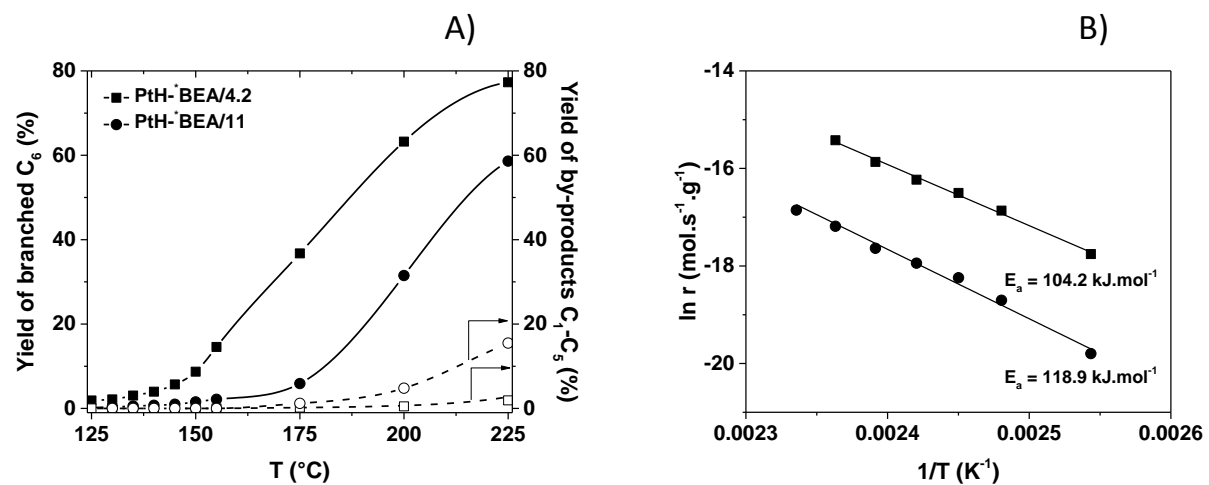 A)
80
60
40
20
0
Yield of branched C₆ (%)
PtH-*BEA/4.2
PtH-*BEA/11
80
60
40
20
0
Yield of by-products C₁-C₅ (%)
125 150 175 200 225
T (°C)
B)
-14
-16
-18
-20
ln r (mol.s⁻¹.g⁻¹)
Eₐ = 104.2 kJ.mol⁻¹
Eₐ = 118.9 kJ.mol⁻¹
0.0023 0.0024 0.0025 0.0026
1/T (K⁻¹)